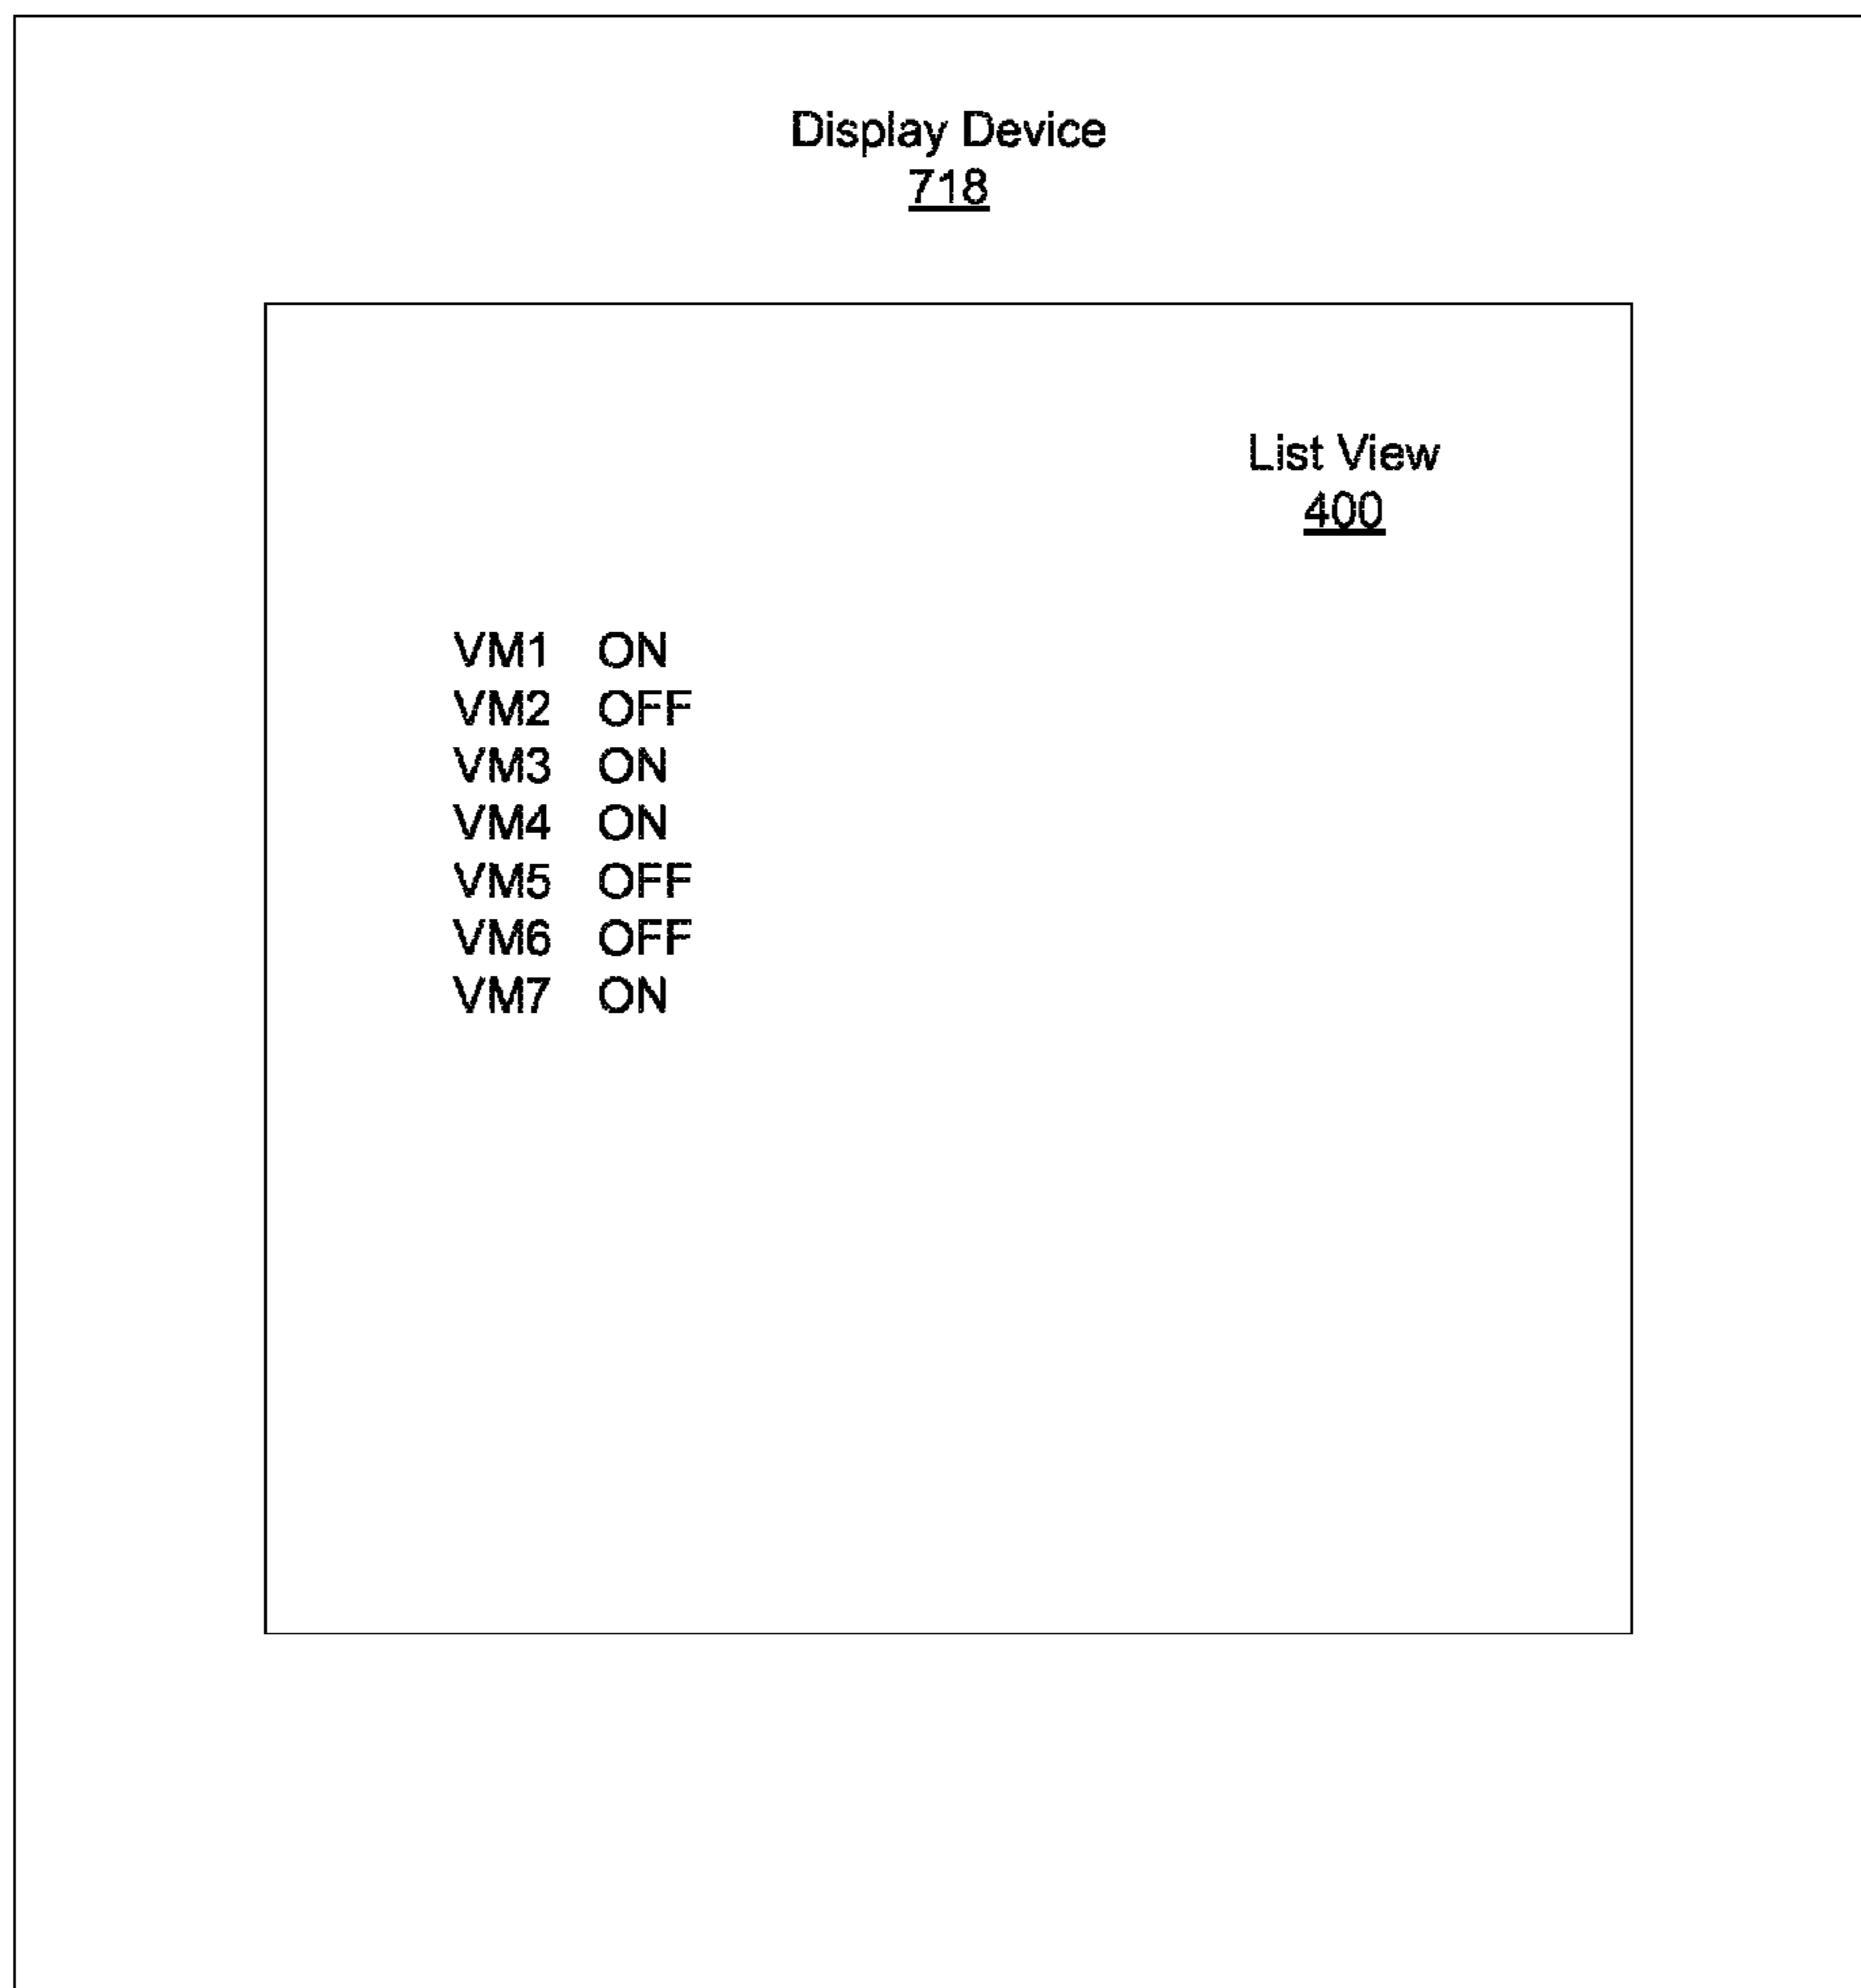 Display Device
718
List View
400
VM1 ON
VM2 OFF
VM3 ON
VM4 ON
VM5 OFF
VM6 OFF
VM7 ON